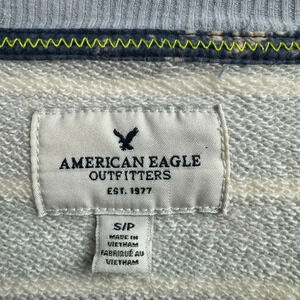 AMERICAN EAGLE
OUTFITTERS
EST. 1977
S/P
MADE IN
VIETNAM
FABRIQUÉ AU
VIETNAM